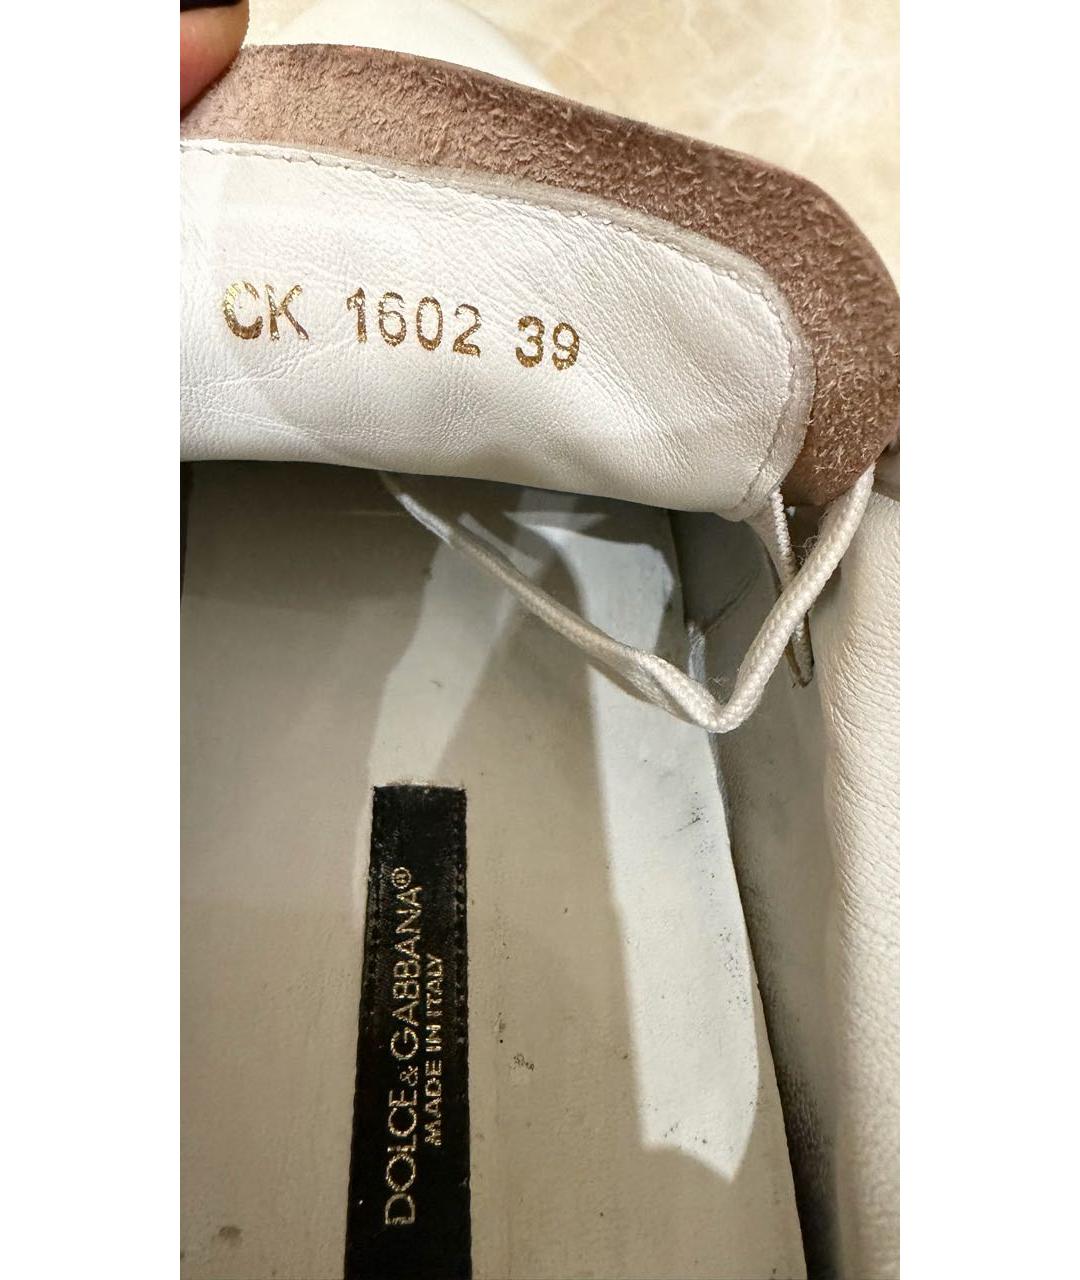 CK 1602 39
DOLCE & GABBANA®
MADE IN ITALY